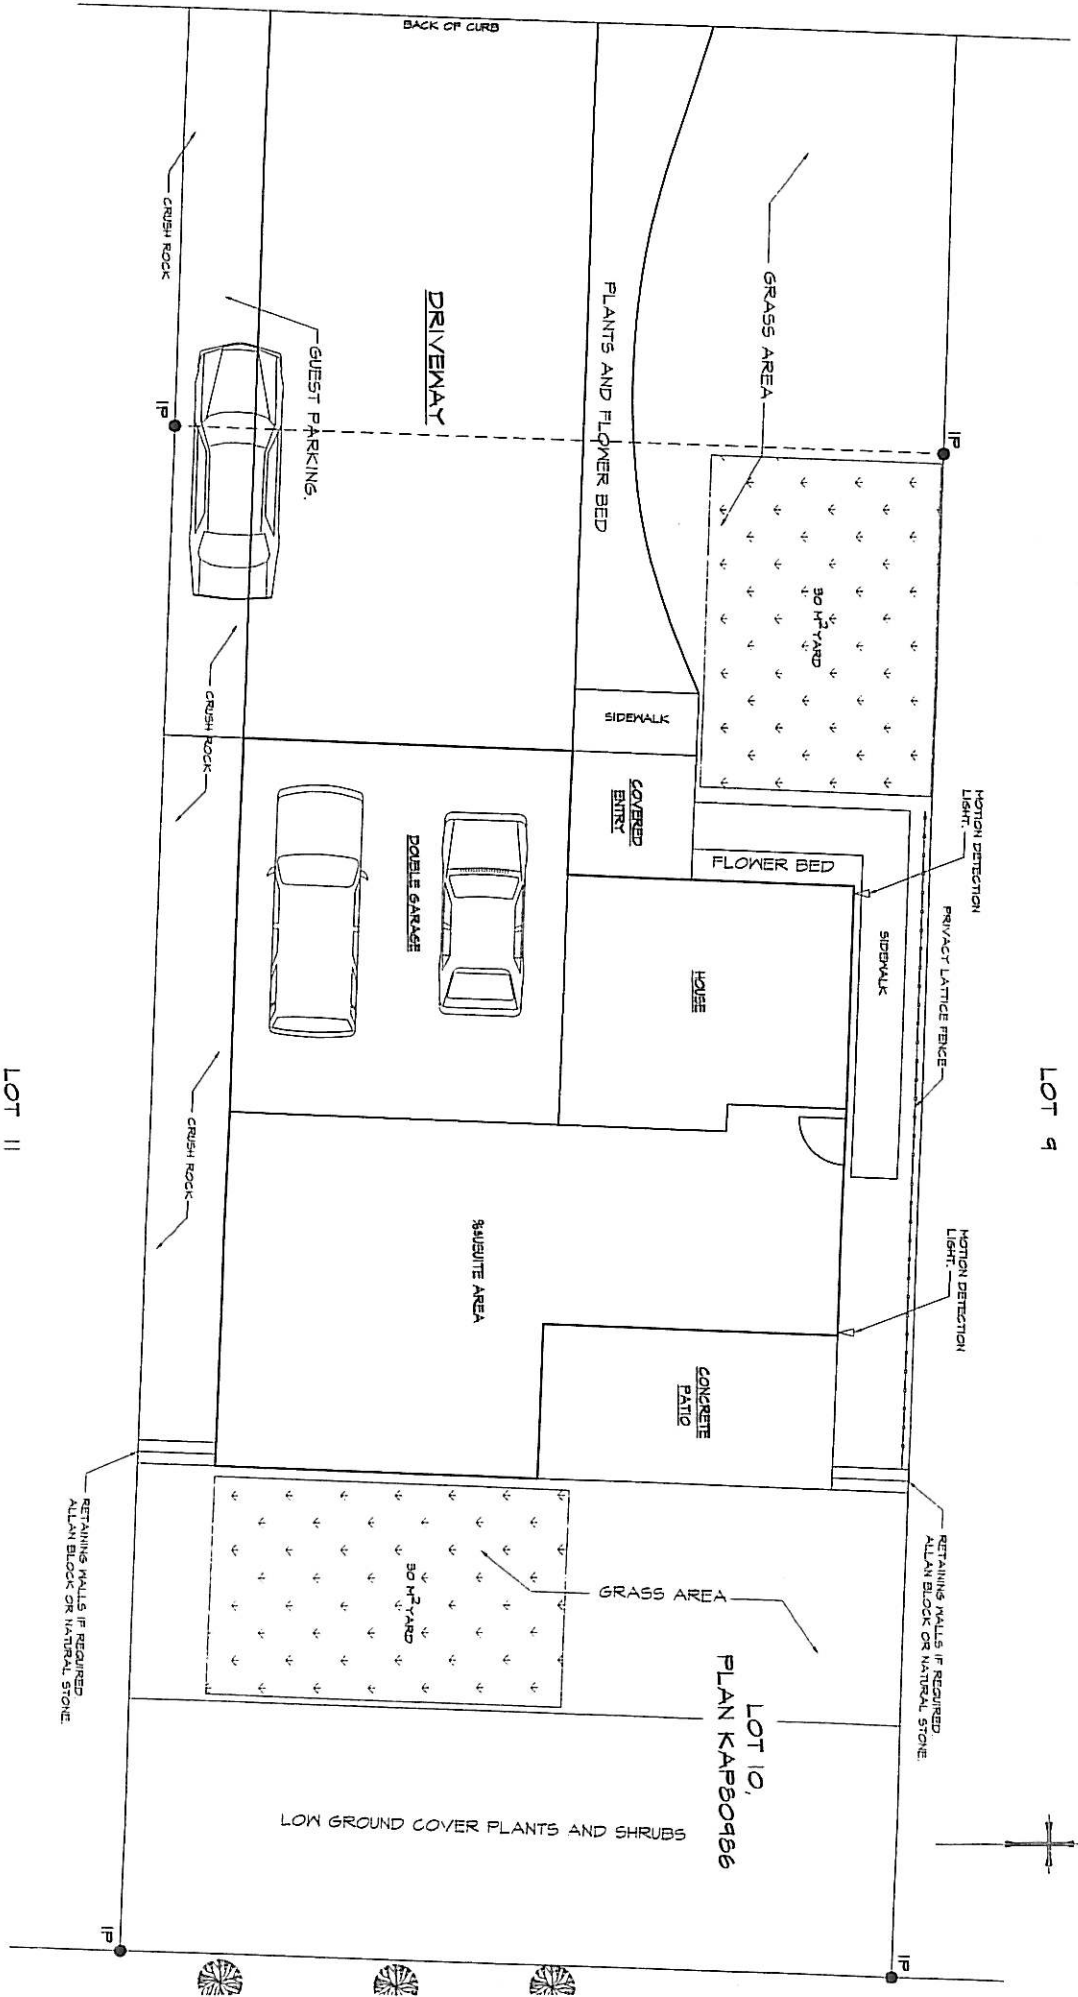 BACK OF CURB
CRUSH ROCK
GUEST PARKING.
DRIVEWAY
PLANTS AND FLOWER BED
GRASS AREA
IP
IP
30 M² YARD
CRUSH ROCK
SIDEWALK
COVERED
ENTRY
FLOWER BED
MOTION DETECTION
LIGHT.
PRIVACY LATTICE FENCE
SIDEWALK
DOUBLE GARAGE
HOUSE
LOT 9
LOT 11
CRUSH ROCK
MOTION DETECTION
LIGHT.
CONCRETE
PATIO
RETAINING WALLS IF REQUIRED.
ALLAN BLOCK OR NATURAL STONE.
RETAINING WALLS IF REQUIRED.
ALLAN BLOCK OR NATURAL STONE.
30 M² YARD
GRASS AREA
LOT 10,
PLAN KAP80986
LOW GROUND COVER PLANTS AND SHRUBS
IP
IP